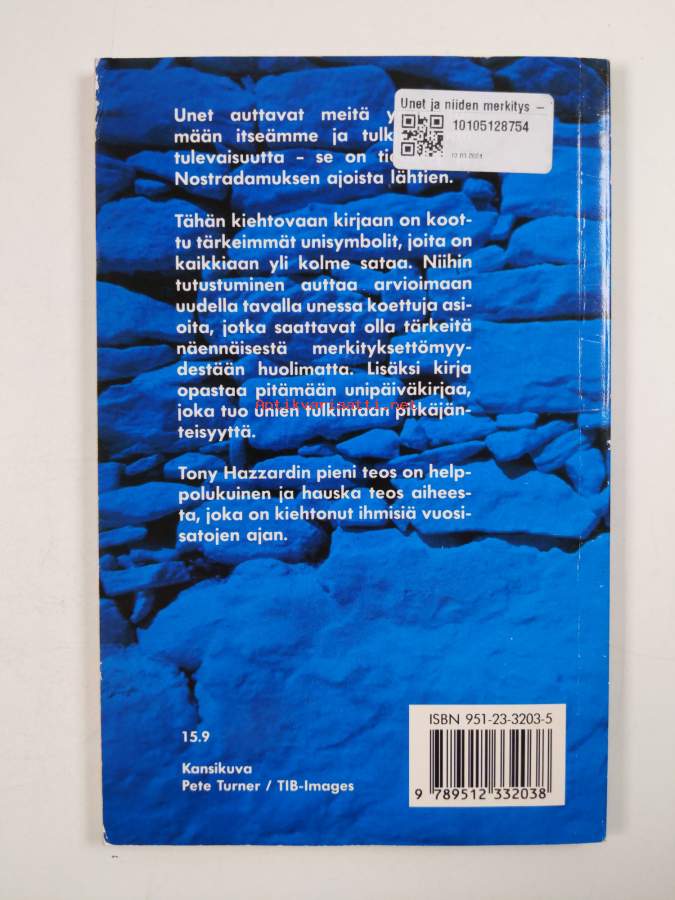 Unet auttavat meitä
mään itseämme ja
tulevaisuutta – se on
Nostradamuksen ajoista lähtien.
Unet ja niiden merkitys –
10105128754
Tähän kiehtovaan kirjaan on koot-
tu tärkeimmät unisymbolit, joita on
kaikkiaan yli kolme sataa. Niihin
tutustuminen auttaa arvioimaan
uudella tavalla unessa koettuja asi-
oita, jotka saattavat olla tärkeitä
näennäisestä merkityksettömyy-
destään huolimatta. Lisäksi kirja
opastaa pitämään unipäiväkirjaa,
joka tuo unien tulkintaan pitkäjän-
teisyyttä.
Antikvariaatti.net
Tony Hazzardin pieni teos on help-
polukuinen ja hauska teos aihees-
ta, joka on kiehtonut ihmisiä vuosi-
satojen ajan.
15.9
Kansikuva
Pete Turner / TIB-Images
ISBN 951-23-3203-5
9 789512 332038